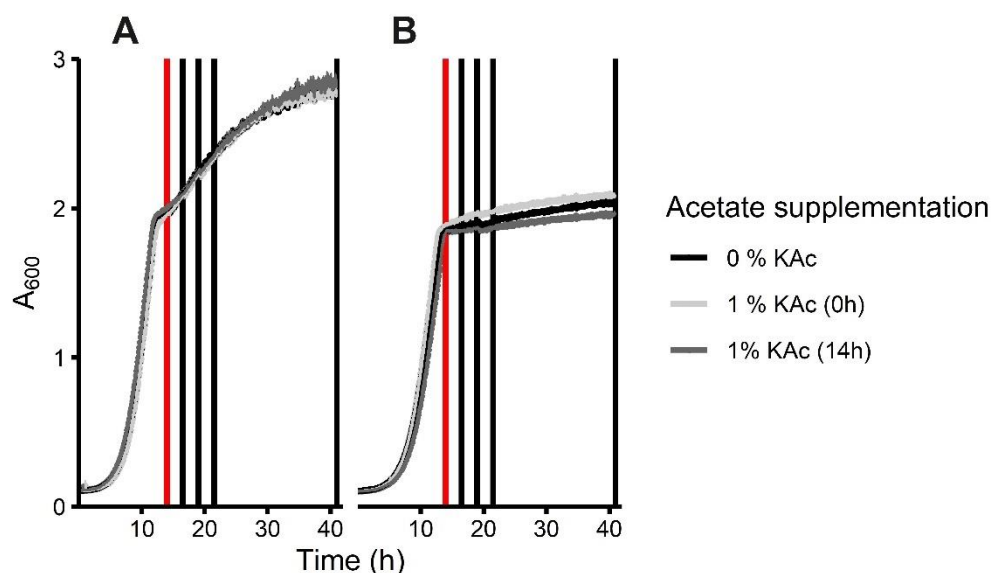 A B
3
2
1
0
A600
10 20 30 40 10 20 30 40
Time (h)
Acetate supplementation
0 % KAc
1 % KAc (0h)
1% KAc (14h)